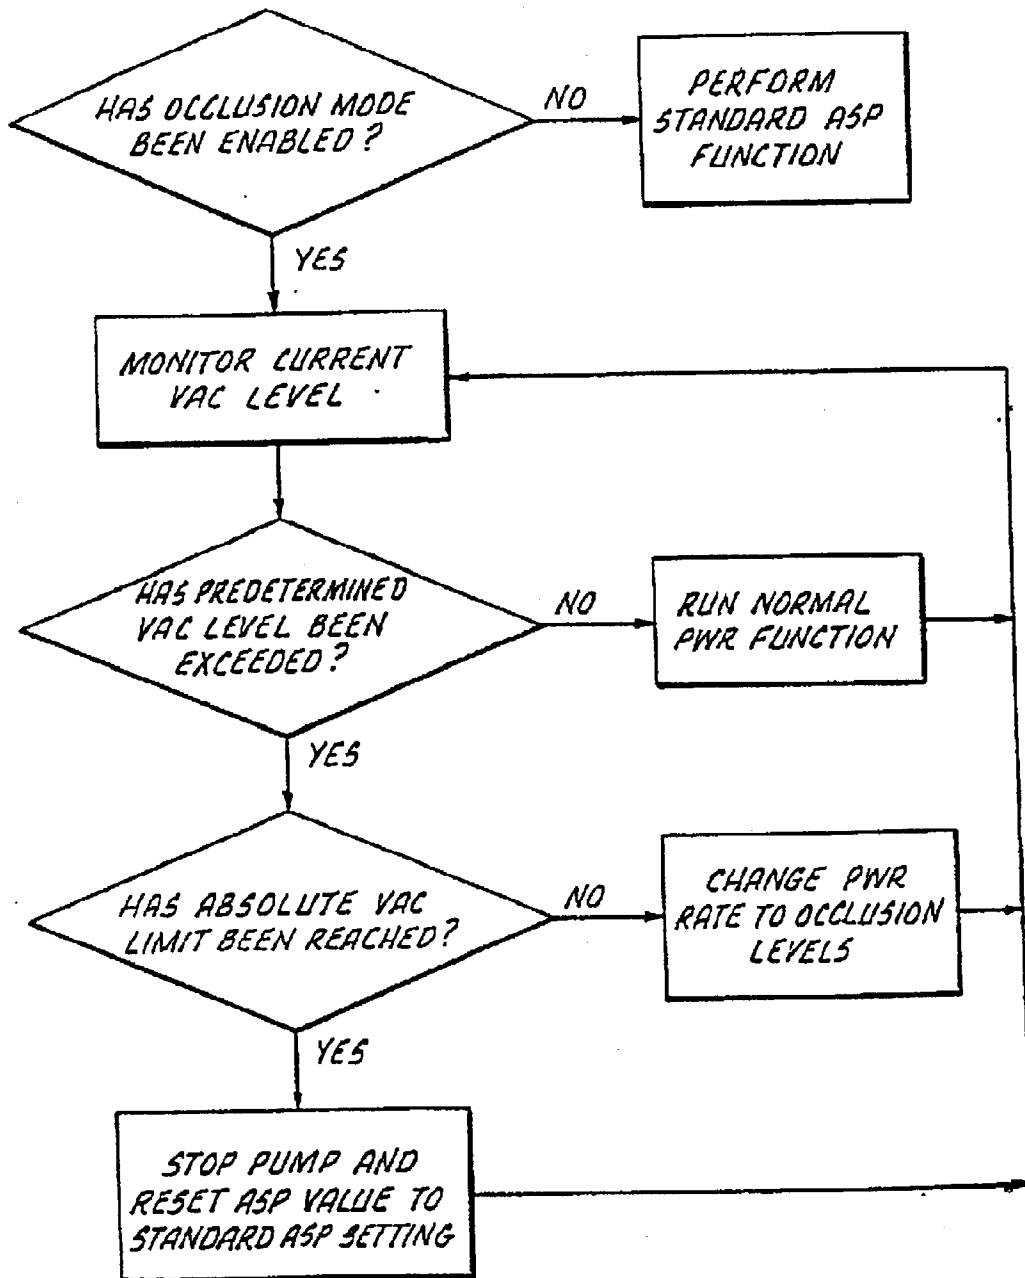 HAS OCCLUSION MODE
BEEN ENABLED?
NO
PERFORM
STANDARD ASP
FUNCTION
YES
MONITOR CURRENT
VAC LEVEL
HAS PREDETERMINED
VAC LEVEL BEEN
EXCEEDED?
NO
RUN NORMAL
PWR FUNCTION
YES
HAS ABSOLUTE VAC
LIMIT BEEN REACHED?
NO
CHANGE PWR
RATE TO OCCLUSION
LEVELS
YES
STOP PUMP AND
RESET ASP VALUE TO
STANDARD ASP SETTING